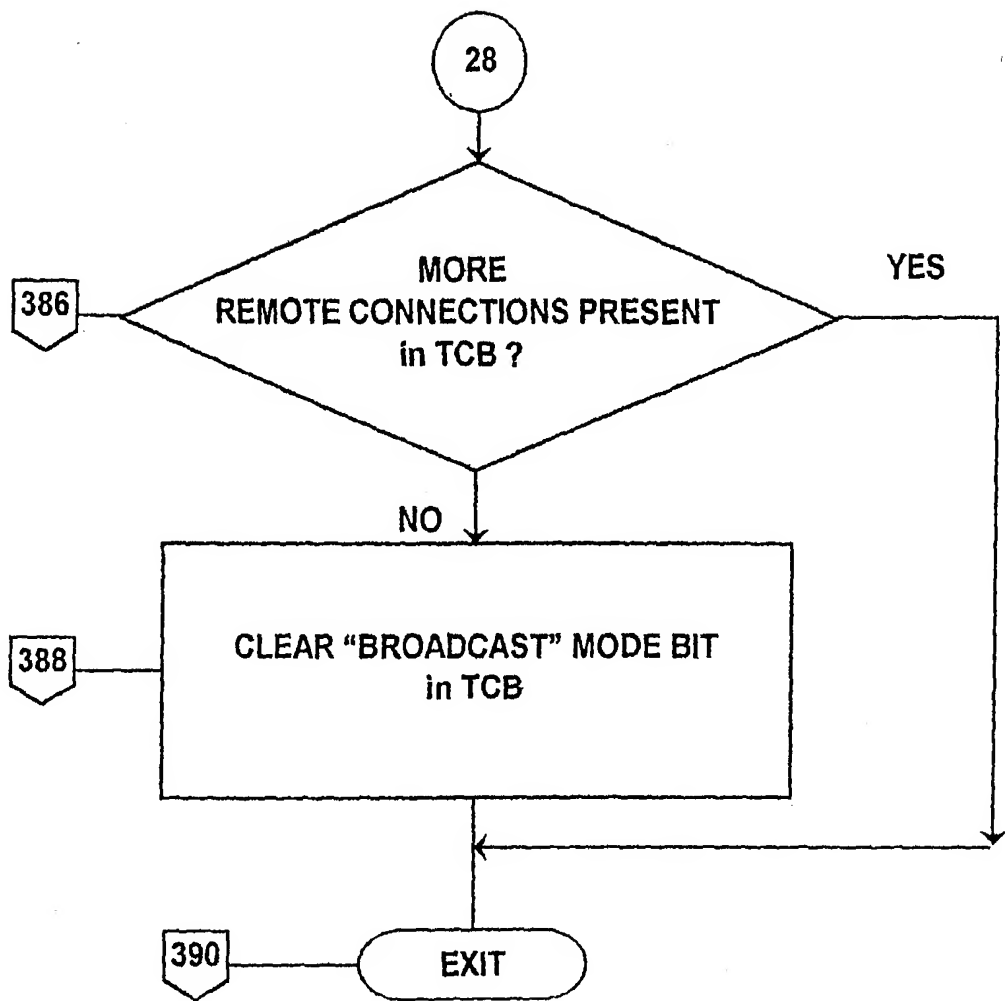 28
MORE
REMOTE CONNECTIONS PRESENT
in TCB ?
YES
386
NO
CLEAR “BROADCAST” MODE BIT
in TCB
388
390
EXIT